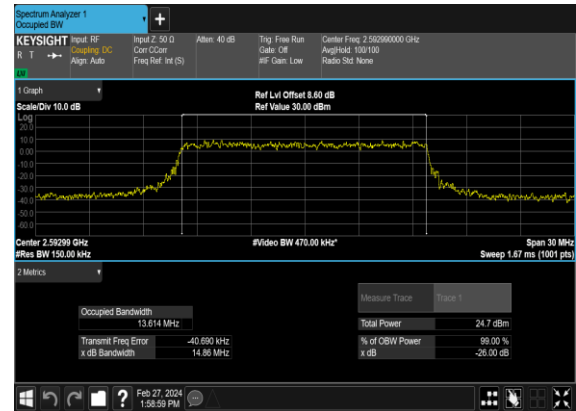 Spectrum Analyzer 1
Occupied BW
+
KEYSIGHT Input: RF Input Z: 50 Ω Atten: 40 dB Trig: Free Run Center Freq: 2.592990000 GHz
R T Coupling: DC Corr CCorr Gate: Off Avg|Hold: 100/100
Align: Auto Freq Ref: Int (S) #IF Gain: Low Radio Std: None
1 Graph
Ref Lvl Offset 8.60 dB
Scale/Div 10.0 dB Ref Value 30.00 dBm
Log
20.0
10.0
0.00
-10.0
-20.0
-30.0
-40.0
-50.0
-60.0
Center 2.59299 GHz #Video BW 470.00 kHz* Span 30 MHz
#Res BW 150.00 kHz Sweep 1.67 ms (1001 pts)
2 Metrics
Measure Trace Trace 1
Occupied Bandwidth
13.614 MHz Total Power 24.7 dBm
Transmit Freq Error -40.690 kHz % of OBW Power 99.00 %
x dB Bandwidth 14.86 MHz x dB -26.00 dB
?
Feb 27, 2024
1:58:59 PM